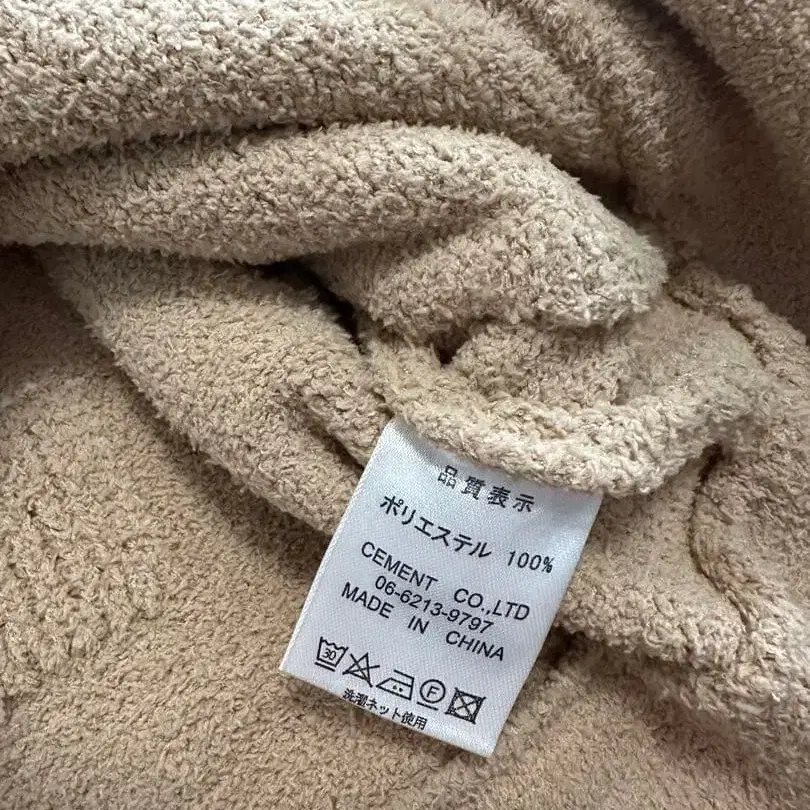 品質表示
ポリエステル 100%
CEMENT CO.,LTD
06-6213-9797
MADE IN CHINA
30 F
洗濯ネット使用